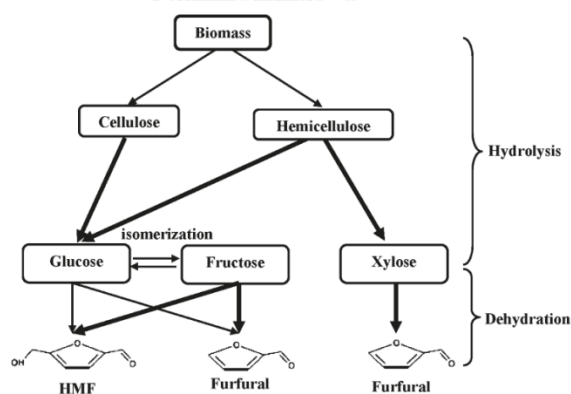 Biomass
Cellulose
Hemicellulose
Hydrolysis
isomerization
Glucose
Fructose
Xylose
Dehydration
OH
O
O
HMF
O
O
Furfural
O
O
Furfural